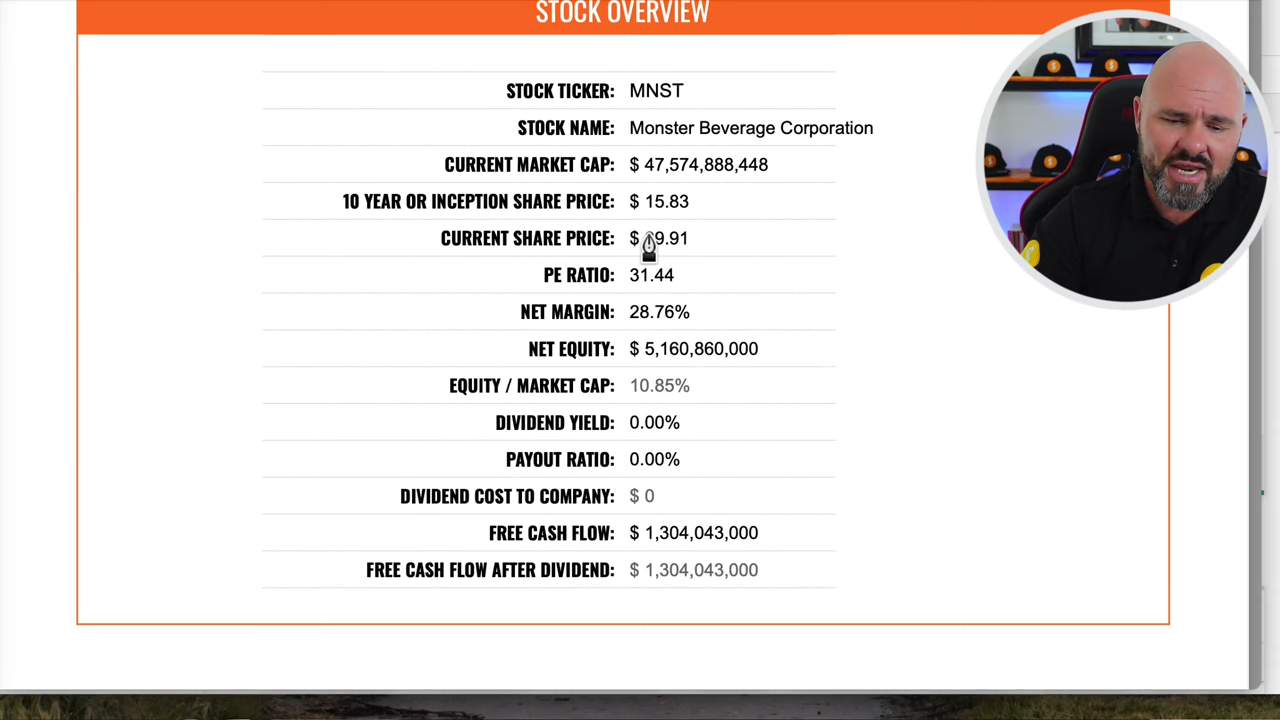 STOCK OVERVIEW
STOCK TICKER: MNST
STOCK NAME: Monster Beverage Corporation
CURRENT MARKET CAP: $ 47,574,888,448
10 YEAR OR INCEPTION SHARE PRICE: $ 15.83
CURRENT SHARE PRICE: $ 9.91
PE RATIO: 31.44
NET MARGIN: 28.76%
NET EQUITY: $ 5,160,860,000
EQUITY / MARKET CAP: 10.85%
DIVIDEND YIELD: 0.00%
PAYOUT RATIO: 0.00%
DIVIDEND COST TO COMPANY: $ 0
FREE CASH FLOW: $ 1,304,043,000
FREE CASH FLOW AFTER DIVIDEND: $ 1,304,043,000